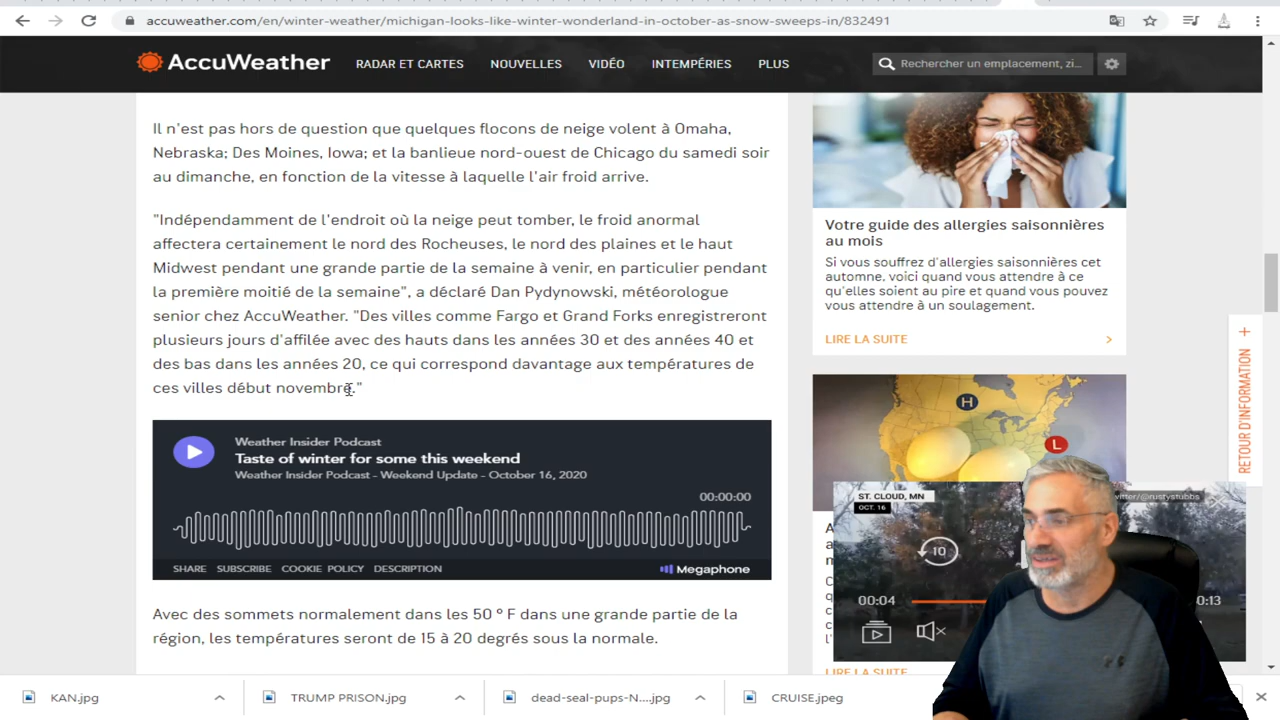 accuweather.com/en/winter-weather/michigan-looks-like-winter-wonderland-in-october-as-snow-sweeps-in/832491
AccuWeather
RADAR ET CARTES
NOUVELLES
VIDÉO
INTEMPÉRIES
PLUS
Rechercher un emplacement, zi...
Il n'est pas hors de question que quelques flocons de neige volent à Omaha,
Nebraska; Des Moines, Iowa; et la banlieue nord-ouest de Chicago du samedi soir
au dimanche, en fonction de la vitesse à laquelle l'air froid arrive.
"Indépendamment de l'endroit où la neige peut tomber, le froid anormal
affectera certainement le nord des Rocheuses, le nord des plaines et le haut
Midwest pendant une grande partie de la semaine à venir, en particulier pendant
la première moitié de la semaine", a déclaré Dan Pydynowski, météorologue
senior chez AccuWeather. "Des villes comme Fargo et Grand Forks enregistreront
plusieurs jours d'affilée avec des hauts dans les années 30 et des années 40 et
des bas dans les années 20, ce qui correspond davantage aux températures de
ces villes début novembre."
Weather Insider Podcast
Taste of winter for some this weekend
Weather Insider Podcast - Weekend Update - October 16, 2020
00:00:00
SHARE SUBSCRIBE COOKIE POLICY DESCRIPTION
Megaphone
Avec des sommets normalement dans les 50 ° F dans une grande partie de la
région, les températures seront de 15 à 20 degrés sous la normale.
Votre guide des allergies saisonnières
au mois
Si vous souffrez d'allergies saisonnières cet
automne, voici quand vous attendre à ce
qu'elles soient au pire et quand vous pouvez
vous attendre à un soulagement.
LIRE LA SUITE
RETOUR D'INFORMATION +
H
L
ST. CLOUD, MN
OCT. 16
witter/@rustystubbs
10
00:04
0:13
LIRE LA SUITE
KAN.jpg
TRUMP PRISON.jpg
dead-seal-pups-N....jpg
CRUISE.jpeg